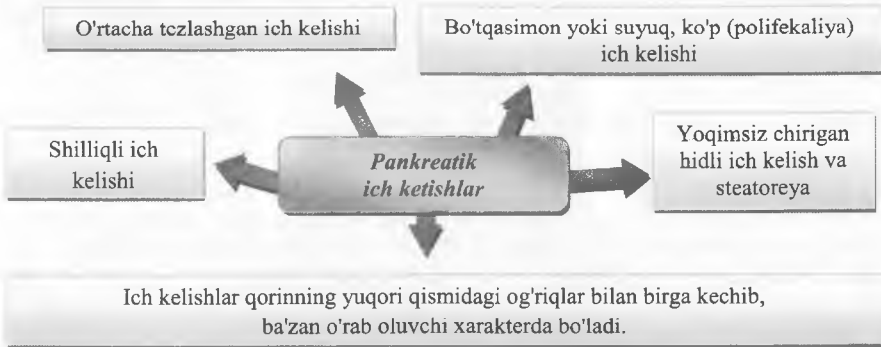 O'rtacha tczlashgan ich kelishi
Bo'tqasimon yoki suyuq, ko'p (polifekaliya)
ich kelishi
Shilliqli ich
kelishi
Pankreatik
ich ketishlar
Yoqimsiz chirigan
hidli ich kelish va
steatoreya
Ich kelishlar qorinning yuqori qismidagi og'riqlar bilan birga kechib,
ba'zan o'rab oluvchi xarakterda bo'ladi.